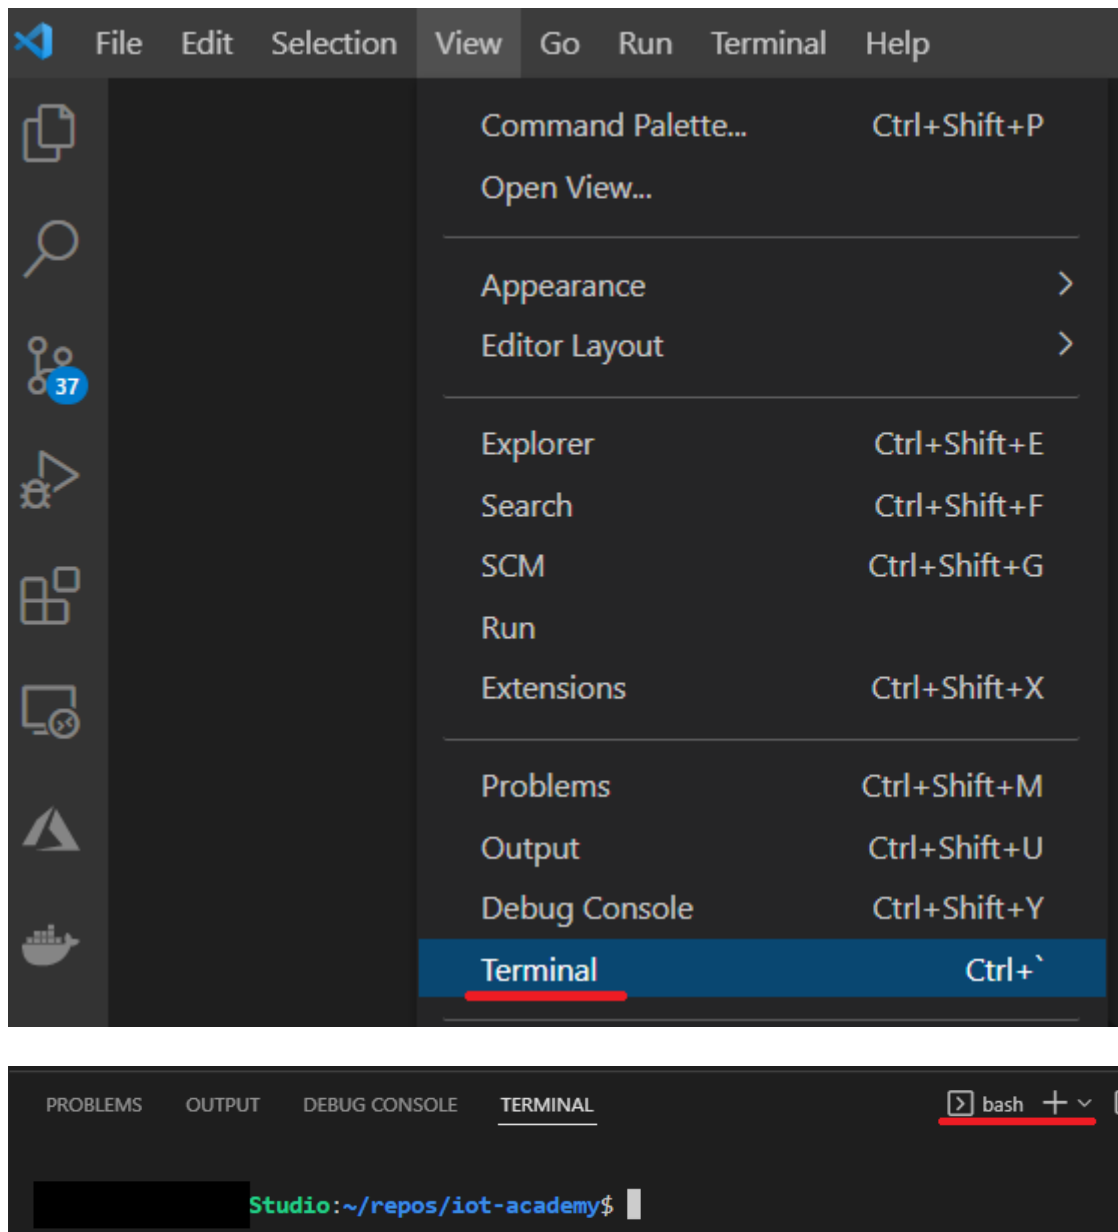 File Edit Selection View Go Run Terminal Help
Command Palette... Ctrl+Shift+P
Open View...
Appearance
Editor Layout
37
Explorer Ctrl+Shift+E
Search Ctrl+Shift+F
SCM Ctrl+Shift+G
Run
Extensions Ctrl+Shift+X
Problems Ctrl+Shift+M
Output Ctrl+Shift+U
Debug Console Ctrl+Shift+Y
Terminal Ctrl+`
PROBLEMS OUTPUT DEBUG CONSOLE TERMINAL bash
Studio:~/repos/iot-academy$